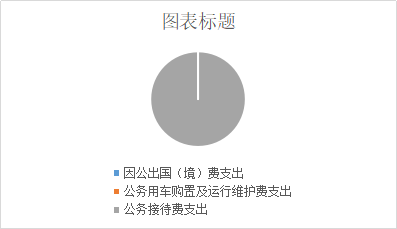 图表标题
因公出国（境）费支出
公务用车购置及运行维护费支出
公务接待费支出